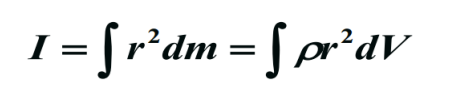 I = ∫ r²dm = ∫ ρr²dV